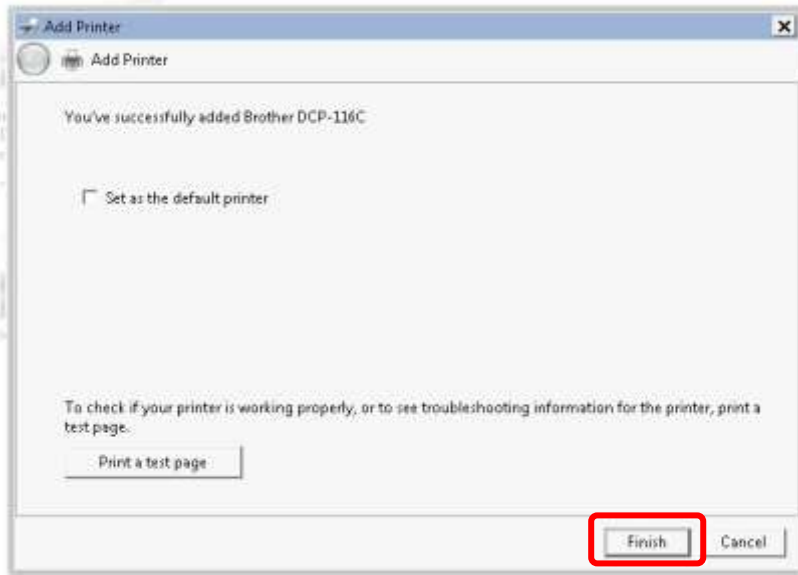 Add Printer
Add Printer
You've successfully added Brother DCP-116C
Set as the default printer
To check if your printer is working properly, or to see troubleshooting information for the printer, print a
test page.
Print a test page
Finish Cancel